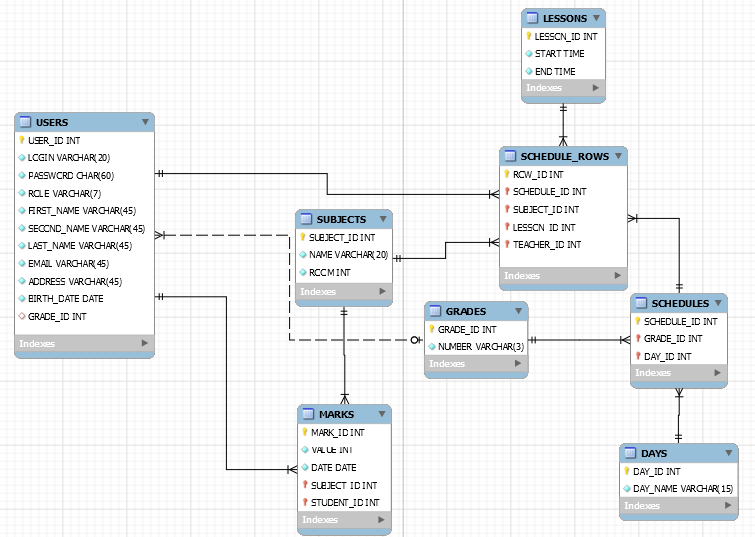 LESSONS
LESSCN_ID INT
START TIME
END TIME
Indexes
USERS
USER_ID INT
LOGIN VARCHAR(20)
PASSWCRD CHAR(60)
RCLE VARCHAR(7)
FIRST_NAME VARCHAR(45)
SECOND_NAME VARCHAR(45)
LAST_NAME VARCHAR(45)
EMAIL VARCHAR(45)
ADDRESS VARCHAR(45)
BIRTH_DATE DATE
GRADE_ID INT
Indexes
SCHEDULE_ROWS
RCW_ID INT
SCHEDULE_ID INT
SUBJECT_ID INT
LESSCN_ID INT
TEACHER_ID INT
Indexes
SUBJECTS
SUBJECT_ID INT
NAME VARCHAR(20)
RCCM INT
Indexes
GRADES
GRADE_ID INT
NUMBER VARCHAR(3)
Indexes
SCHEDULES
SCHEDULE_ID INT
GRADE_ID INT
DAY_ID INT
Indexes
MARKS
MARK_ID INT
VALUE INT
DATE DATE
SUBJECT_ID INT
STUDENT_ID INT
Indexes
DAYS
DAY_ID INT
DAY_NAME VARCHAR(15)
Indexes